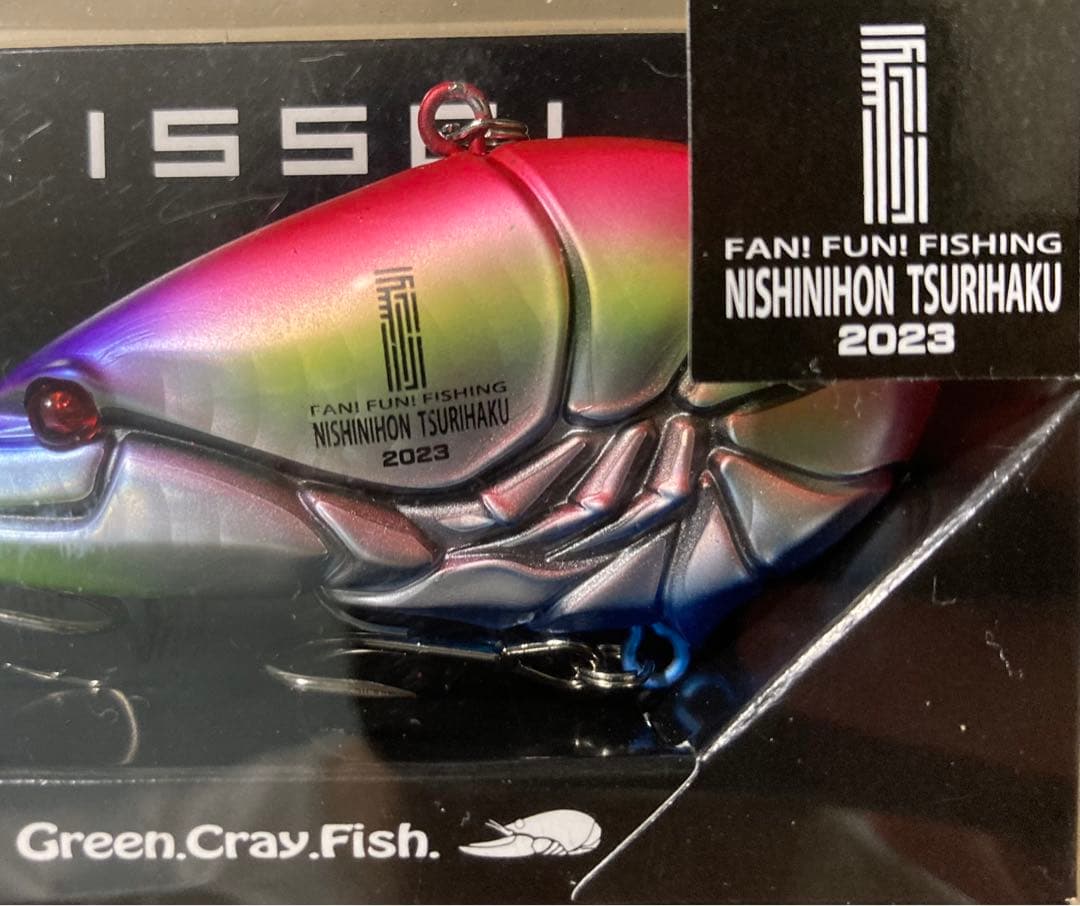 ISSEI
FAN! FUN! FISHING
NISHINIHON TSURIHAKU
2023
FAN! FUN! FISHING
NISHINIHON TSURIHAKU
2023
Green.Cray.Fish.